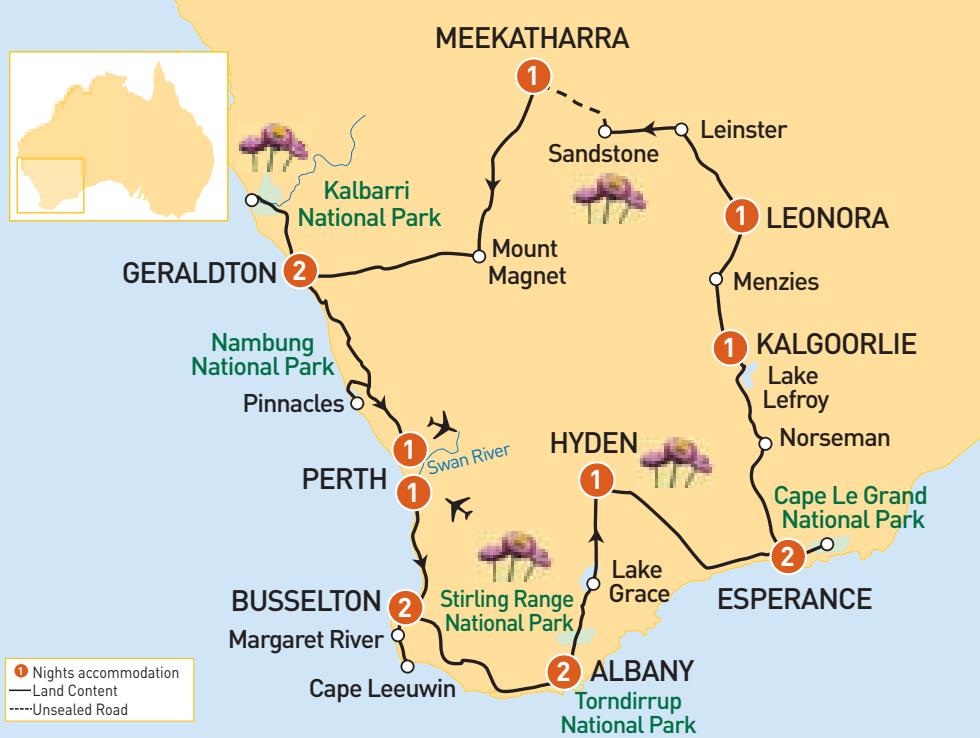 MEEKATHARRA
1
Leinster
Sandstone
Kalbarri
National Park
1
LEONORA
Mount
Magnet
GERALDTON
2
Menzies
Nambung
National Park
1
KALGOORLIE
Lake
Lefroy
Pinnacles
Norseman
HYDEN
1
1
Swan River
PERTH
1
Cape Le Grand
National Park
2
ESPERANCE
Lake
Grace
BUSSELTON
2
Stirling Range
National Park
Margaret River
Cape Leeuwin
2
ALBANY
Torndirrup
National Park
1 Nights accommodation
Land Content
Unsealed Road